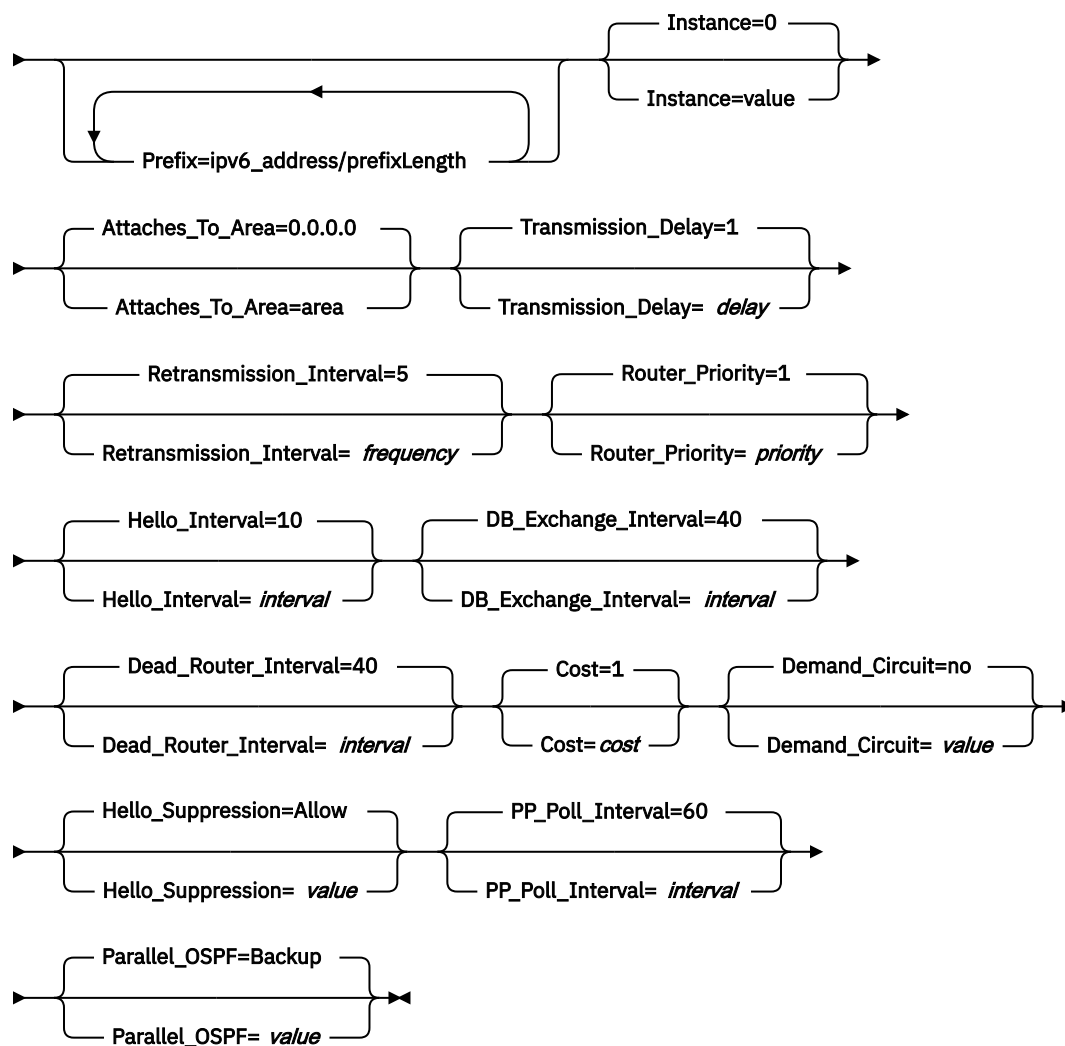 Instance=0
Instance=value
Prefix=ipv6_address/prefixLength
Attaches_To_Area=0.0.0.0
Transmission_Delay=1
Attaches_To_Area=area
Transmission_Delay= delay
Retransmission_Interval=5
Router_Priority=1
Retransmission_Interval= frequency
Router_Priority= priority
Hello_Interval=10
DB_Exchange_Interval=40
Hello_Interval= interval
DB_Exchange_Interval= interval
Dead_Router_Interval=40
Cost=1
Demand_Circuit=no
Dead_Router_Interval= interval
Cost= cost
Demand_Circuit= value
Hello_Suppression=Allow
PP_Poll_Interval=60
Hello_Suppression= value
PP_Poll_Interval= interval
Parallel_OSPF=Backup
Parallel_OSPF= value